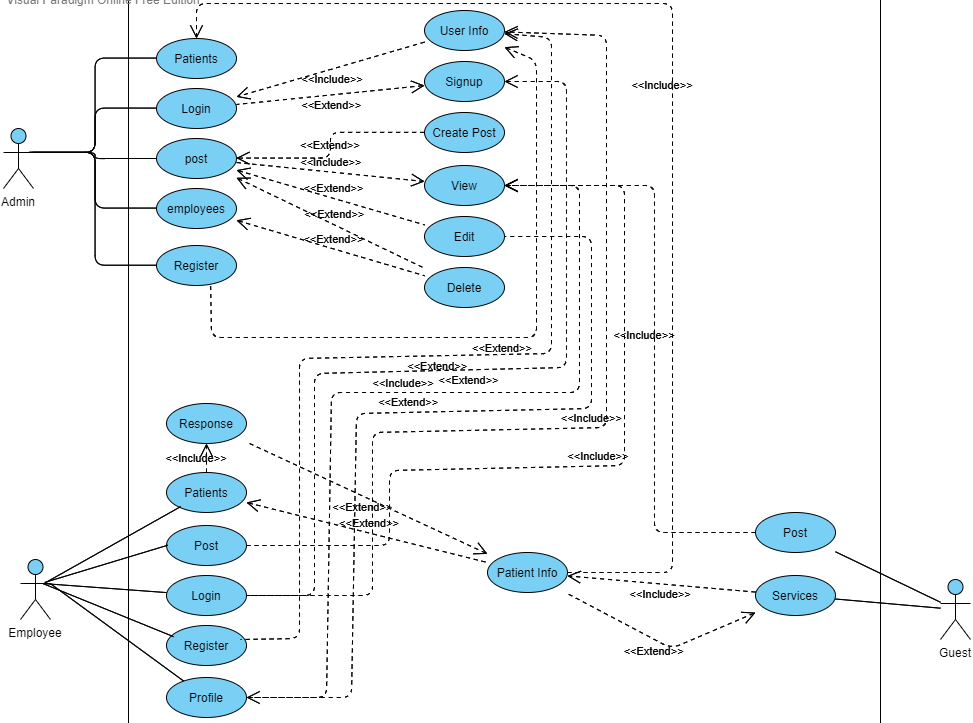 Visual Paradigm Online Free Edition
User Info
Patients
<<Include>>
Signup
<<Include>>
Login
<<Extend>>
Create Post
<<Extend>>
post
<<Include>>
View
<<Extend>>
Admin
employees
<<Extend>>
Edit
<<Extend>>
Register
Delete
<<Include>>
<<Extend>>
<<Extend>>
<<Include>>
<<Extend>>
<<Extend>>
<<Include>>
Response
<<Include>>
<<Include>>
Patients
<<Extend>>
<<Extend>>
Post
Post
Patient Info
Login
<<Include>>
Services
Employee
Register
<<Extend>>
Guest
Profile